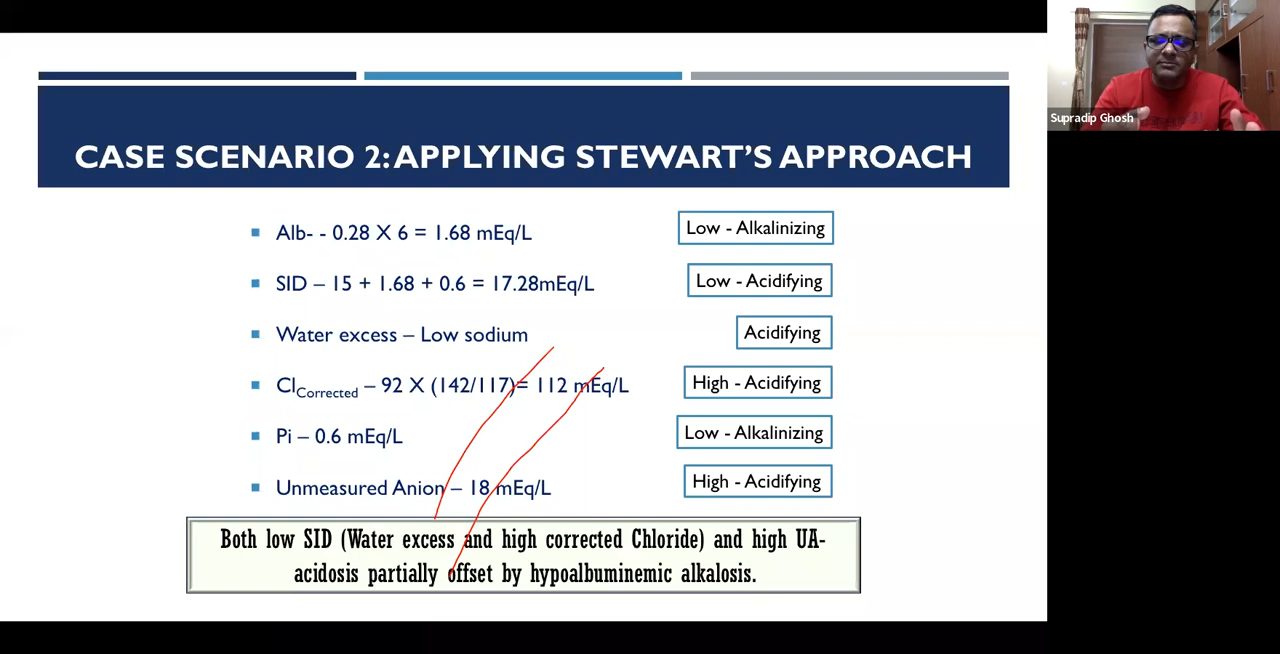 CASE SCENARIO 2: APPLYING STEWART'S APPROACH
Alb- - 0.28 X 6 = 1.68 mEq/L
Low - Alkalinizing
SID – 15 + 1.68 + 0.6 = 17.28mEq/L
Low - Acidifying
Water excess – Low sodium
Acidifying
Cl Corrected – 92 X (142/117)= 112 mEq/L
High - Acidifying
Pi – 0.6 mEq/L
Low - Alkalinizing
Unmeasured Anion – 18 mEq/L
High - Acidifying
Both low SID (Water excess and high corrected Chloride) and high UA-
acidosis partially offset by hypoalbuminemic alkalosis.
Supradip Ghosh